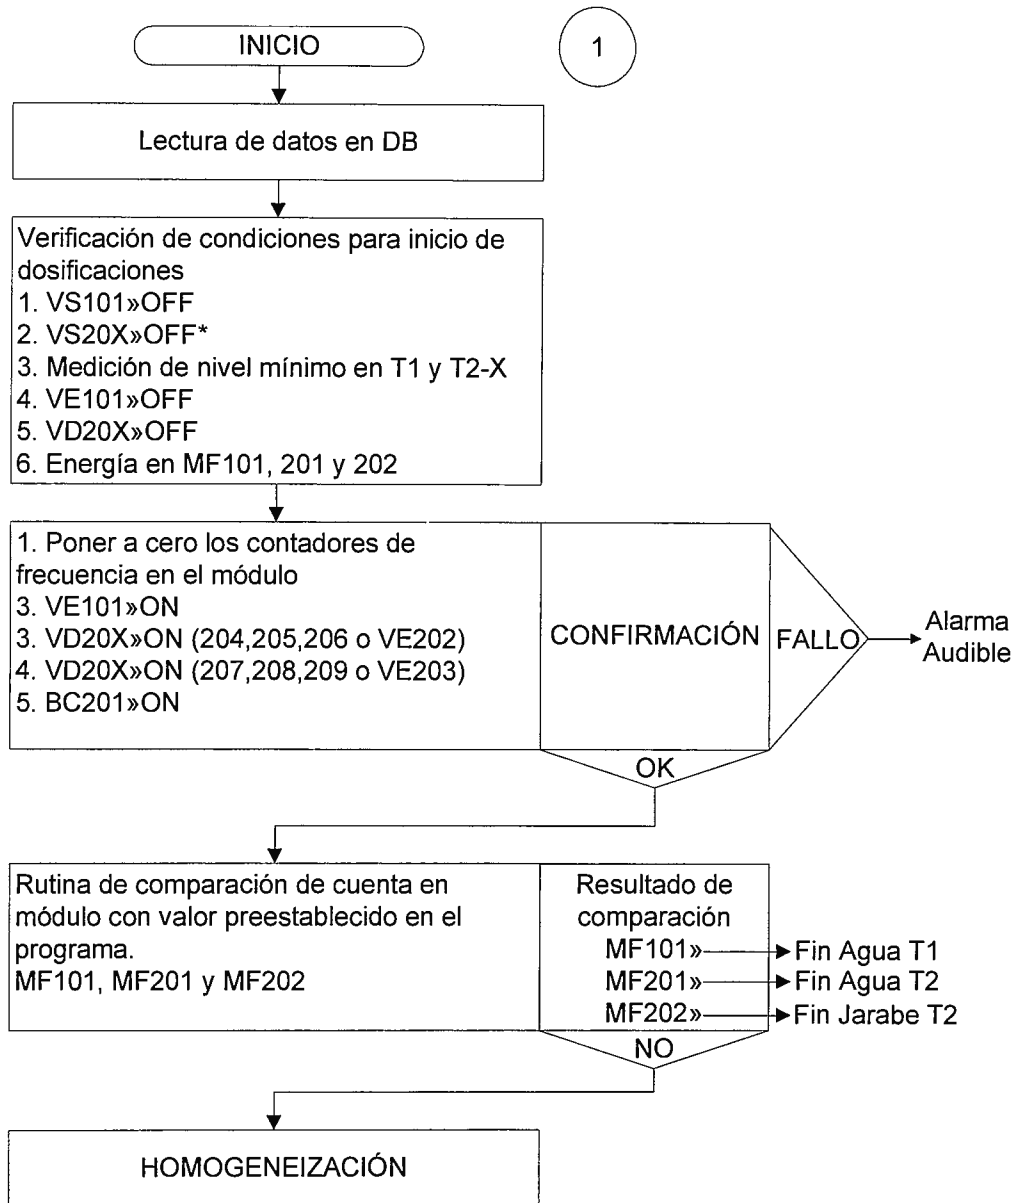 INICIO
1
Lectura de datos en DB
Verificación de condiciones para inicio de
dosificaciones
1. VS101»OFF
2. VS20X»OFF*
3. Medición de nivel mínimo en T1 y T2-X
4. VE101»OFF
5. VD20X»OFF
6. Energía en MF101, 201 y 202
1. Poner a cero los contadores de
frecuencia en el módulo
3. VE101»ON
3. VD20X»ON (204,205,206 o VE202)
4. VD20X»ON (207,208,209 o VE203)
5. BC201»ON
CONFIRMACIÓN
FALLO
Alarma
Audible
OK
Rutina de comparación de cuenta en
módulo con valor preestablecido en el
programa.
MF101, MF201 y MF202
Resultado de
comparación
MF101» Fin Agua T1
MF201» Fin Agua T2
MF202» Fin Jarabe T2
NO
HOMOGENEIZACIÓN